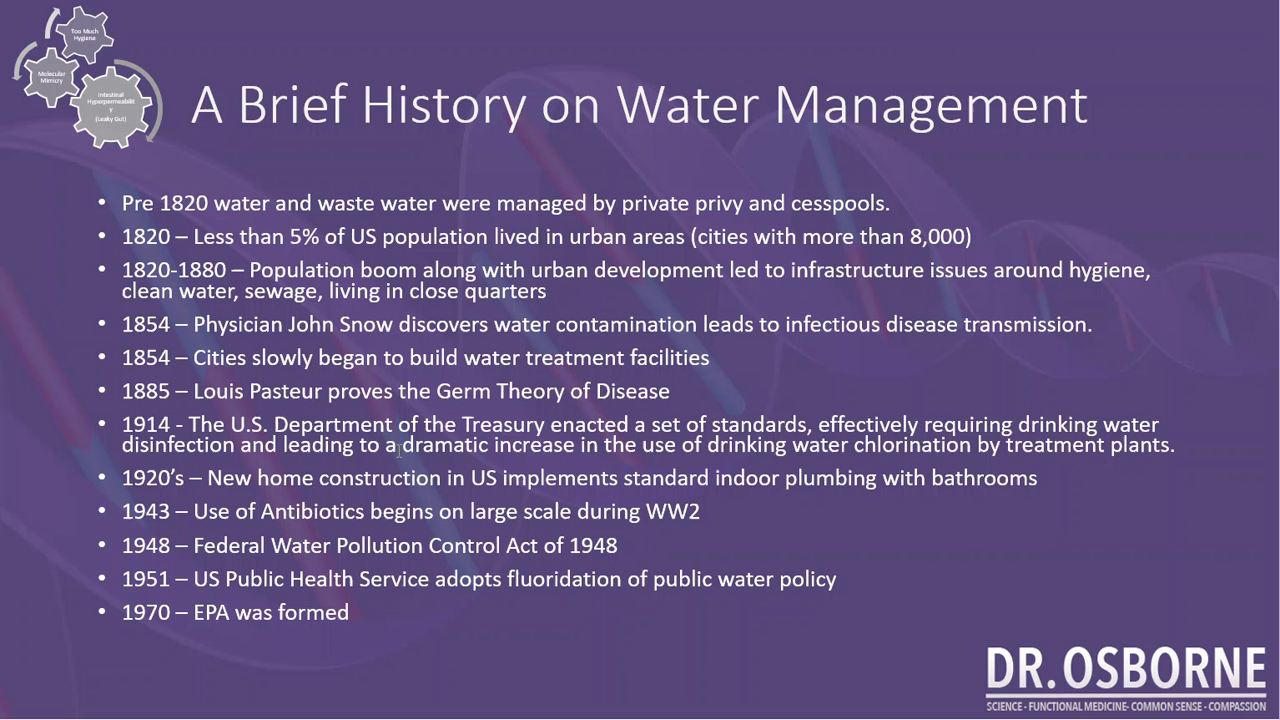 Too Much
Hygiene
Molecular
Mimicry
Intestinal
Hyperpermeabilit
y
(Leaky Gut)
A Brief History on Water Management
• Pre 1820 water and waste water were managed by private privy and cesspools.
• 1820 – Less than 5% of US population lived in urban areas (cities with more than 8,000)
• 1820-1880 – Population boom along with urban development led to infrastructure issues around hygiene,
clean water, sewage, living in close quarters
• 1854 – Physician John Snow discovers water contamination leads to infectious disease transmission.
• 1854 – Cities slowly began to build water treatment facilities
• 1885 – Louis Pasteur proves the Germ Theory of Disease
• 1914 - The U.S. Department of the Treasury enacted a set of standards, effectively requiring drinking water
disinfection and leading to a dramatic increase in the use of drinking water chlorination by treatment plants.
• 1920’s – New home construction in US implements standard indoor plumbing with bathrooms
• 1943 – Use of Antibiotics begins on large scale during WW2
• 1948 – Federal Water Pollution Control Act of 1948
• 1951 – US Public Health Service adopts fluoridation of public water policy
• 1970 – EPA was formed
DR. OSBORNE
SCIENCE - FUNCTIONAL MEDICINE- COMMON SENSE - COMPASSION